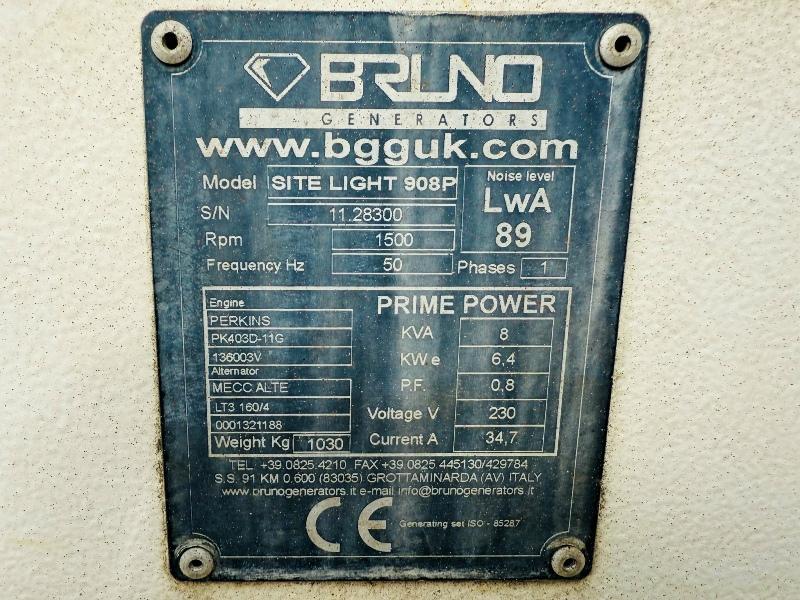 BRUNO
GENERATORS
www.bgguk.com
Model SITE LIGHT 908P
S/N 11.28300
Rpm 1500
Frequency Hz 50
Noise level
LwA
89
Phases 1
Engine
PERKINS
PK403D-11G
136003V
Alternator
MECC ALTE
LT3 160/4
0001321188
Weight Kg 1030
PRIME POWER
KVA 8
KW e 6,4
P.F. 0,8
Voltage V 230
Current A 34,7
TEL. +39.0825.4210 FAX +39.0825 445130/429784
S.S. 91 KM 0.600 (83035) GROTTAMINARDA (AV) ITALY
www.brunogenerators.it e-mail info@brunogenerators.it
CE Generating set ISO - 85287